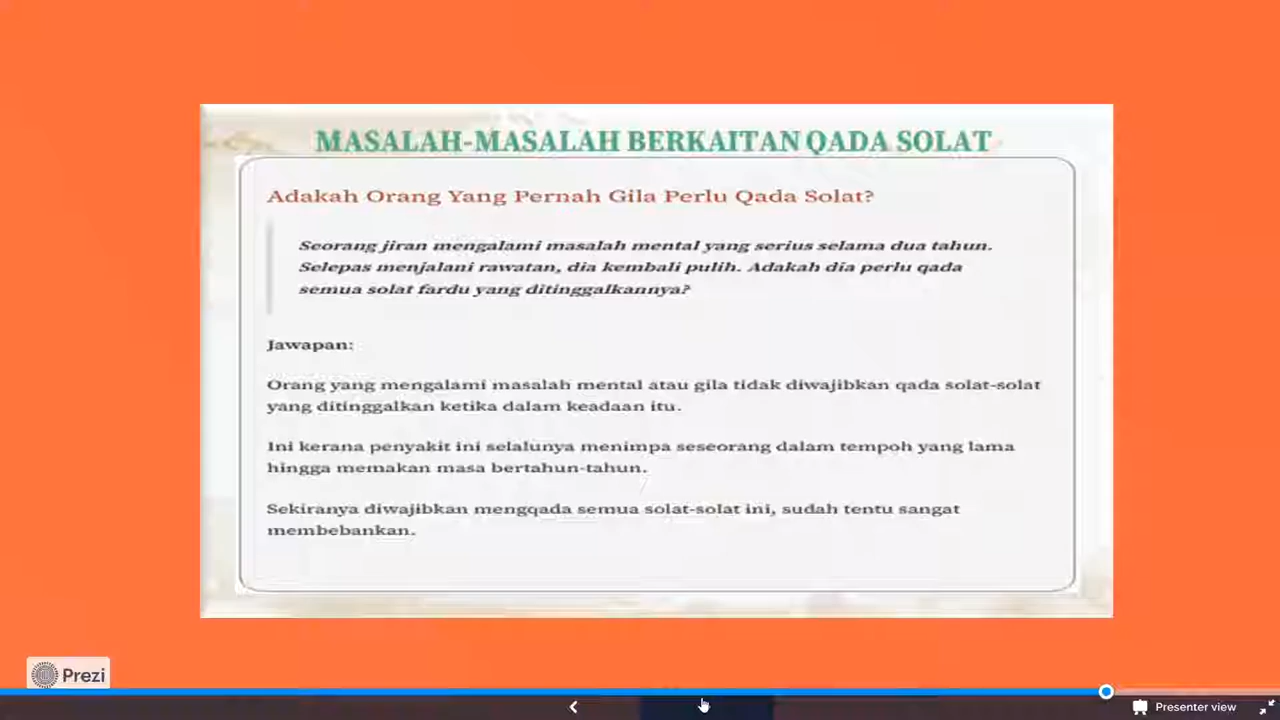 MASALAH-MASALAH BERKAITAN QADA SOLAT
Adakah Orang Yang Pernah Gila Perlu Qada Solat?
Seorang jiran mengalami masalah mental yang serius selama dua tahun.
Selepas menjalani rawatan, dia kembali pulih. Adakah dia perlu qada
semua solat fardu yang ditinggalkannya?
Jawapan:
Orang yang mengalami masalah mental atau gila tidak diwajibkan qada solat-solat
yang ditinggalkan ketika dalam keadaan itu.
Ini kerana penyakit ini selalunya menimpa seseorang dalam tempoh yang lama
hingga memakan masa bertahun-tahun.
Sekiranya diwajibkan mengqada semua solat-solat ini, sudah tentu sangat
membebankan.
Prezi
Presenter view